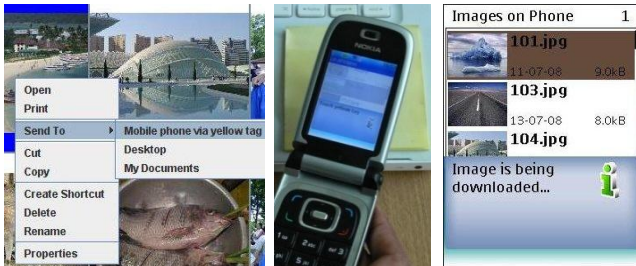 Open
Print
Send To
Mobile phone via yellow tag
Desktop
My Documents
Cut
Copy
Create Shortcut
Delete
Rename
Properties
NOKIA
Images on Phone 1
101.jpg
11-07-08 9.0kB
103.jpg
13-07-08 8.0kB
104.jpg
Image is being
downloaded...